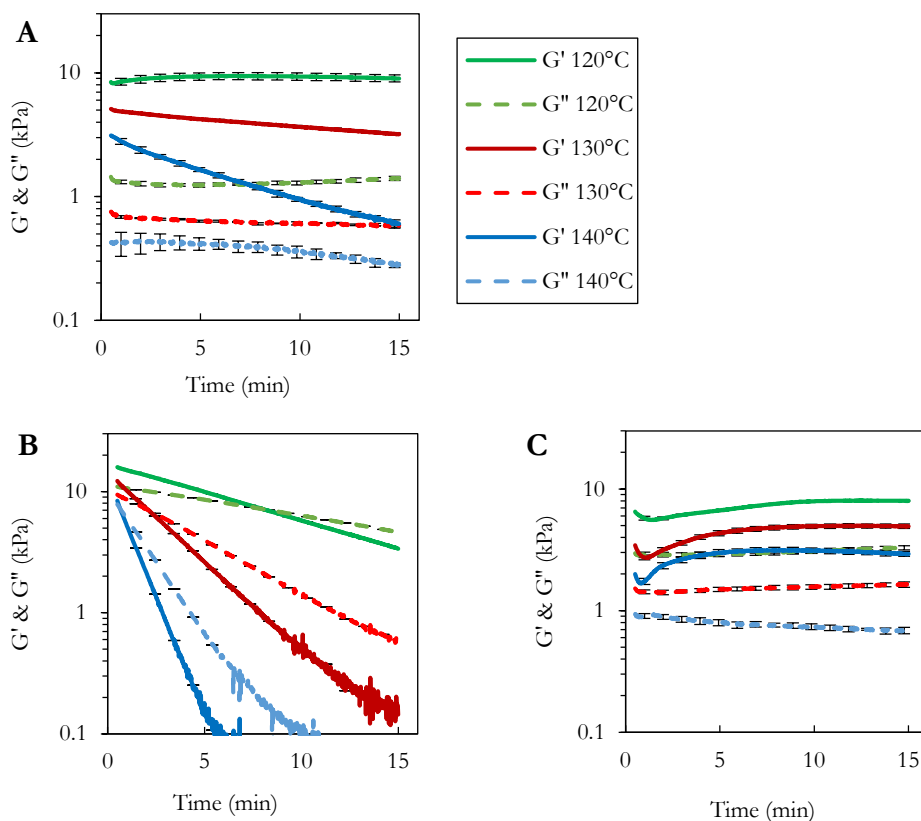 A
10
1
0.1
0
5
10
15
G' & G" (kPa)
Time (min)
G' 120°C
G" 120°C
G' 130°C
G" 130°C
G' 140°C
G" 140°C
B
10
1
0.1
0
5
10
15
G' & G" (kPa)
Time (min)
C
10
1
0.1
0
5
10
15
G' & G" (kPa)
Time (min)